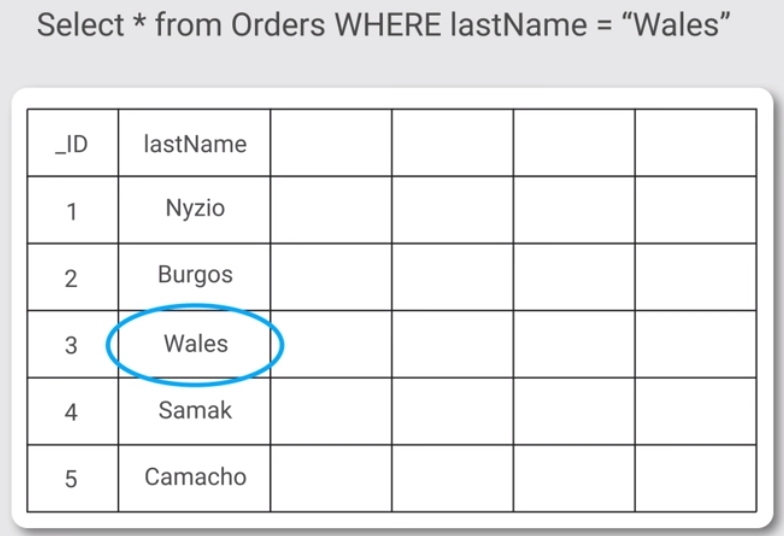 Select * from Orders WHERE lastName = “Wales”
_ID lastName
1 Nyzio
2 Burgos
3 Wales
4 Samak
5 Camacho